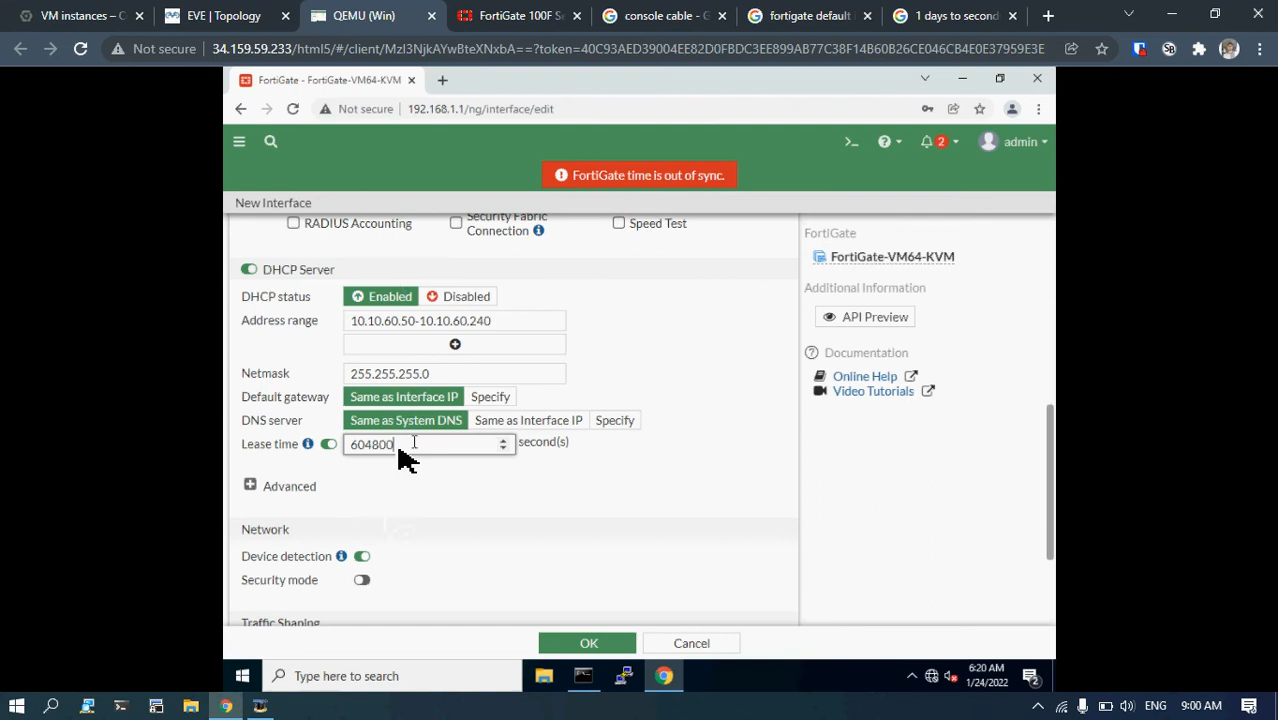 VM instances – C
EVE | Topology
QEMU (Win)
FortiGate 100F S
console cable - G
fortigate default
1 days to second
Not secure
34.159.59.233/html5/#/client/MzI3NjkAYwBteXNxbA==?token=40C93AED39004EE82D0FBDC3EE899AB77C38F14B60B26CE046CB4E0E37959E3E
SB
FortiGate - FortiGate-VM64-KVM
Not secure
192.168.1.1/ng/interface/edit
2
admin
FortiGate time is out of sync.
New Interface
RADIUS Accounting
Security Fabric
Connection
Speed Test
FortiGate
FortiGate-VM64-KVM
Additional Information
API Preview
Documentation
Online Help
Video Tutorials
DHCP Server
DHCP status
Enabled
Disabled
Address range
10.10.60.50-10.10.60.240
Netmask
255.255.255.0
Default gateway
Same as Interface IP
Specify
DNS server
Same as System DNS
Same as Interface IP
Specify
Lease time
604800
second(s)
Advanced
Network
Device detection
Security mode
Traffic Shaping
OK
Cancel
Type here to search
6:20 AM
1/24/2022
2
ENG
9:00 AM